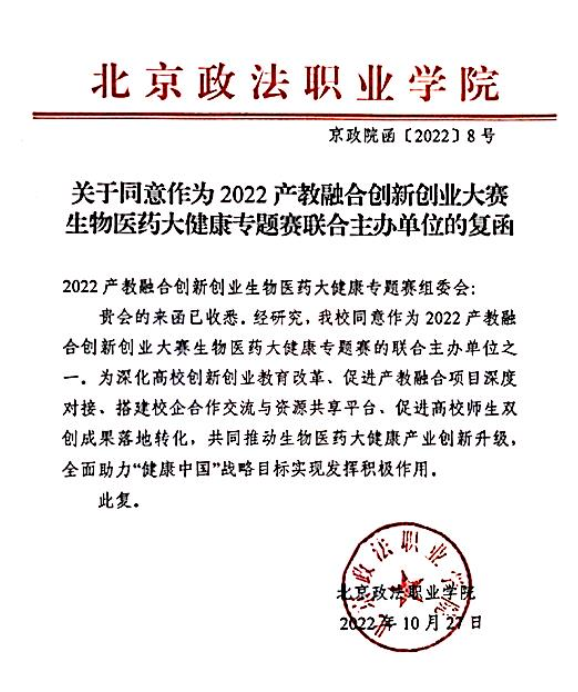 北京政法职业学院
京政院函〔2022〕8号
关于同意作为 2022 产教融合创新创业大赛
生物医药大健康专题赛联合主办单位的复函
2022 产教融合创新创业生物医药大健康专题赛组委会：
贵会的来函已收悉。经研究，我校同意作为 2022 产教融
合创新创业大赛生物医药大健康专题赛的联合主办单位之
一。为深化高校创新创业教育改革、促进产教融合项目深度
对接、搭建校企合作交流与资源共享平台、促进高校师生双
创成果落地转化，共同推动生物医药大健康产业创新升级，
全面助力“健康中国”战略目标实现发挥积极作用。
此复。
北京政法职业学院
北京政法职业学院
2022 年 10 月 27 日